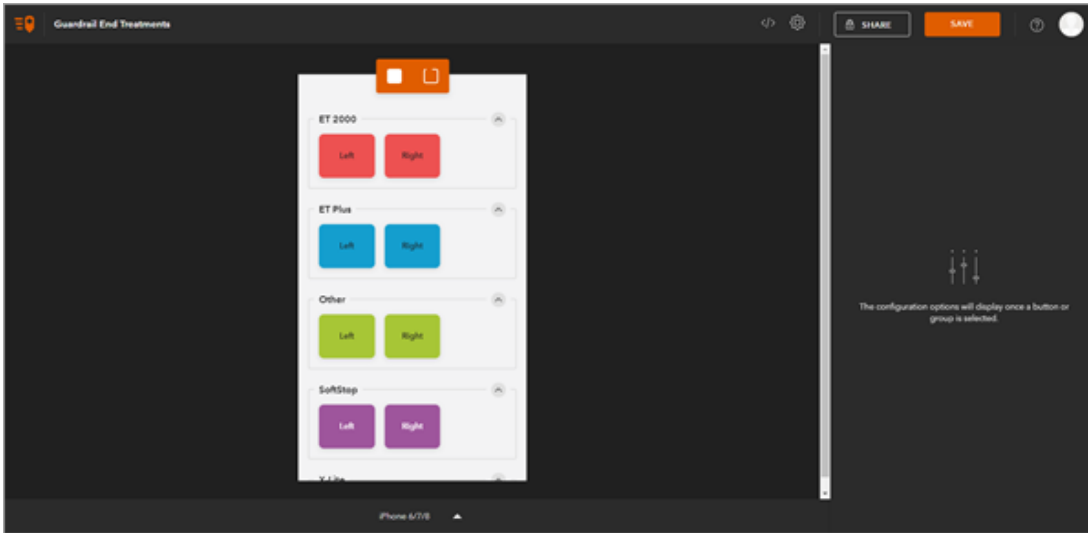 Guardrail End Treatments
</>
SHARE
SAVE
ET 2000
Left
Right
ET Plus
Left
Right
Other
Left
Right
SoftStop
Left
Right
X-Lite
The configuration options will display once a button or
group is selected.
iPhone 6/7/8